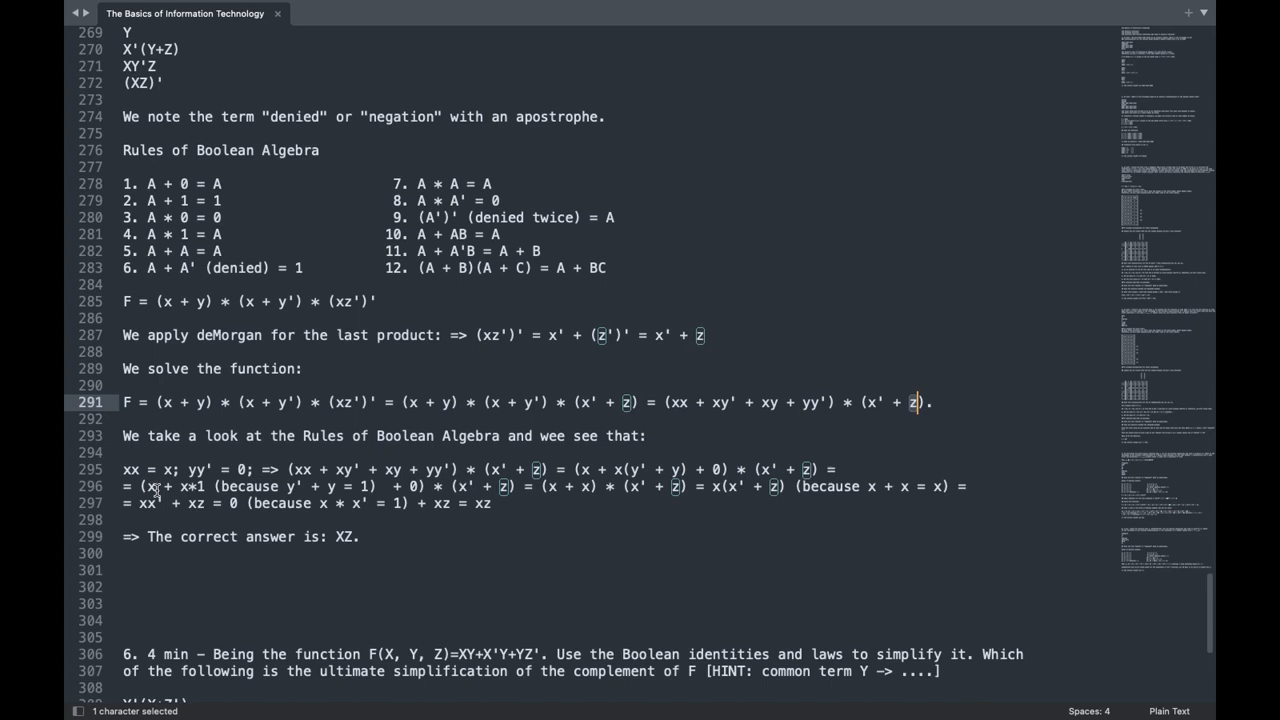 The Basics of Information Technology
269 Y
270 X'(Y+Z)
271 XY'Z
272 (XZ)'
273
274 We note the term "denied" or "negation" with an apostrophe.
275
276 Rules of Boolean Algebra
277
278 1. A + 0 = A 7. A * A = A
279 2. A + 1 = 1 8. A * A' = 0
280 3. A * 0 = 0 9. (A')' (denied twice) = A
281 4. A * 1 = A 10. A + AB = A
282 5. A + A = A 11. A + A'B = A + B
283 6. A + A' (denied) = 1 12. (A + B)(A + C) = A + BC
284
285 F = (x + y) * (x + y') * (xz')'
286
287 We apply deMorgan for the last product => (xz')' = x' + (z')' = x' + z
288
289 We solve the function:
290
291 F = (x + y) * (x + y') * (xz')' = (x + y) * (x + y') * (x' + z) = (xx + xy' + xy + yy') * (x' + z).
292
293 We take a look at the Rules of Boolean Algebra and wee see that:
294
295 xx = x; yy' = 0; => (xx + xy' + xy + yy') * (x' + z) = (x + x(y' + y) + 0) * (x' + z) =
296 = (x + x*1 (because y' + y = 1)  + 0) * (x' + z) = (x + x) * (x' + z) = x(x' + z) (because x + x = x) =
297 = xx' + xz = 0 (because x * x' = 1) + xz = xz
298
299 => The correct answer is: XZ.
300
301
302
303
304
305
306 6. 4 min – Being the function F(X, Y, Z)=XY+X'Y+YZ'. Use the Boolean identities and laws to simplify it. Which
307 of the following is the ultimate simplification of the complement of F [HINT: common term Y -> ....]
308
1 character selected
Spaces: 4
Plain Text